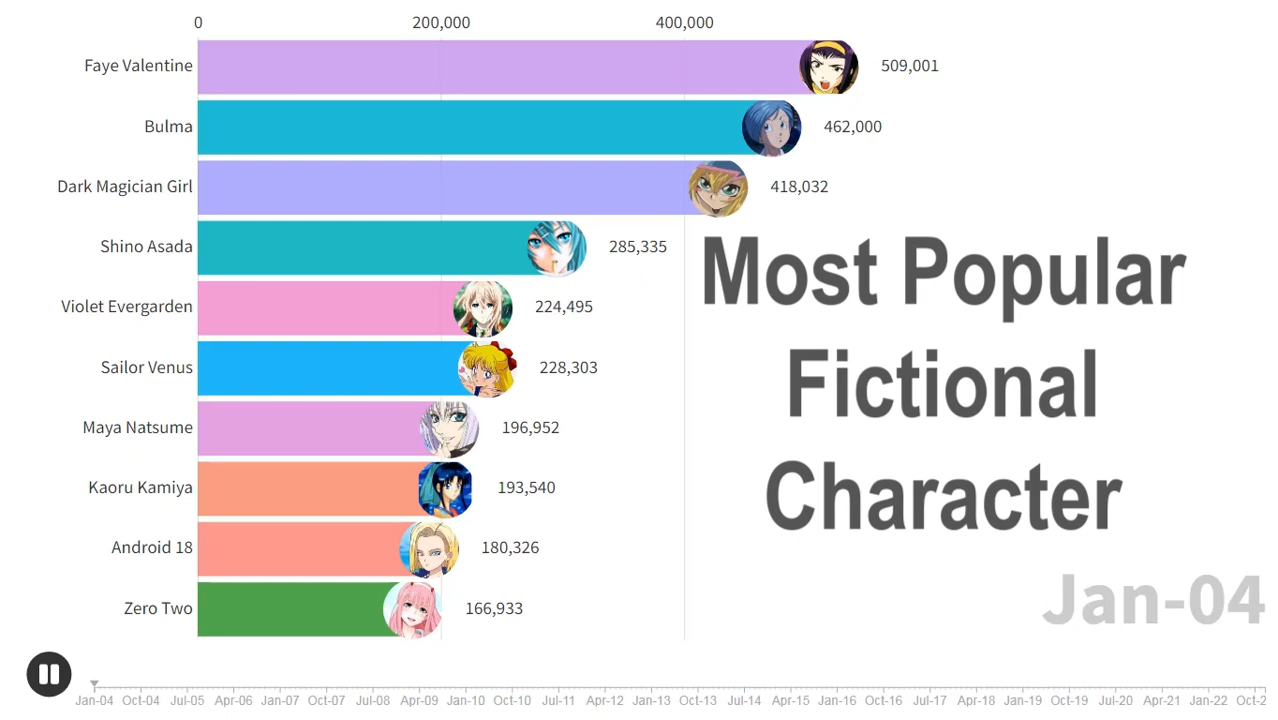 0 200,000 400,000
Faye Valentine 509,001
Bulma 462,000
Dark Magician Girl 418,032
Shino Asada 285,335
Violet Evergarden 224,495
Sailor Venus 228,303
Maya Natsume 196,952
Kaoru Kamiya 193,540
Android 18 180,326
Zero Two 166,933
Most Popular
Fictional
Character
Jan-04
Jan-04 Oct-04 Jul-05 Apr-06 Jan-07 Oct-07 Jul-08 Apr-09 Jan-10 Oct-10 Jul-11 Apr-12 Jan-13 Oct-13 Jul-14 Apr-15 Jan-16 Oct-16 Jul-17 Apr-18 Jan-19 Oct-19 Jul-20 Apr-21 Jan-22 Oct-2